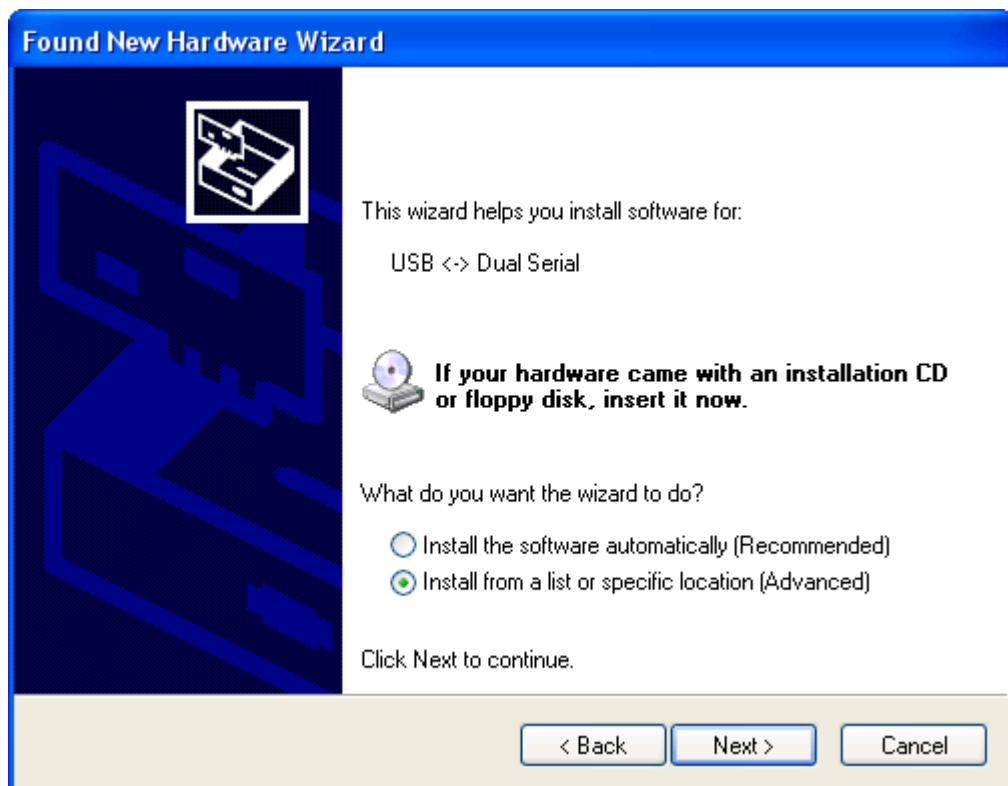 Found New Hardware Wizard
This wizard helps you install software for:
USB <-> Dual Serial
If your hardware came with an installation CD
or floppy disk, insert it now.
What do you want the wizard to do?
Install the software automatically (Recommended)
Install from a list or specific location (Advanced)
Click Next to continue.
< Back
Next >
Cancel